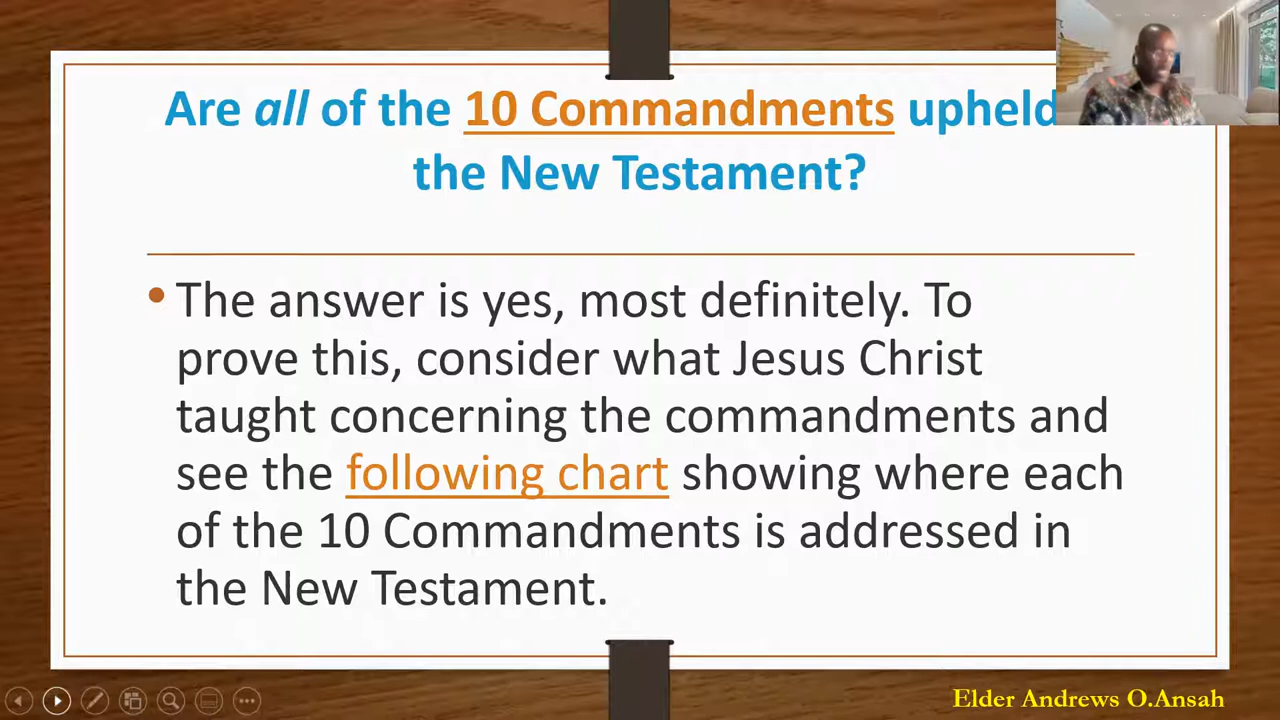 Are all of the 10 Commandments upheld
the New Testament?
• The answer is yes, most definitely. To
prove this, consider what Jesus Christ
taught concerning the commandments and
see the following chart showing where each
of the 10 Commandments is addressed in
the New Testament.
Elder Andrews O.Ansah